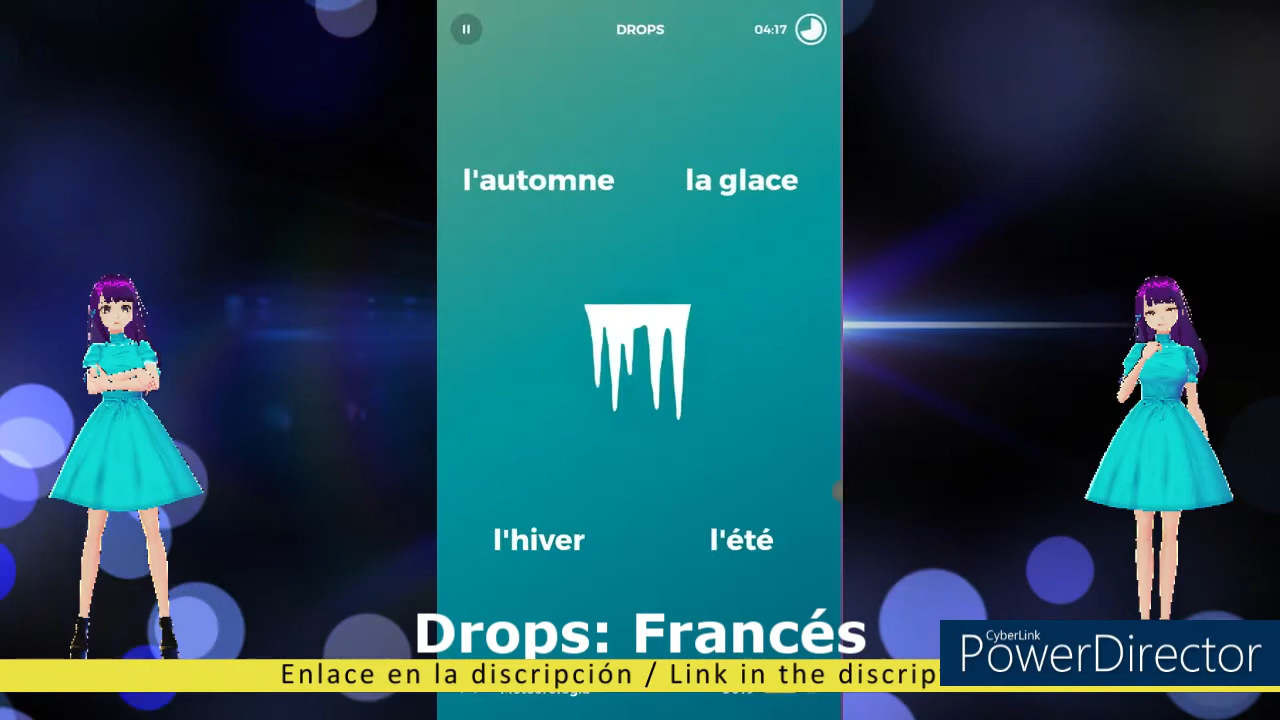 DROPS
04:17
l'automne
la glace
l'hiver
l'été
Drops: Francés
CyberLink
PowerDirector
Enlace en la discripción / Link in the discrip